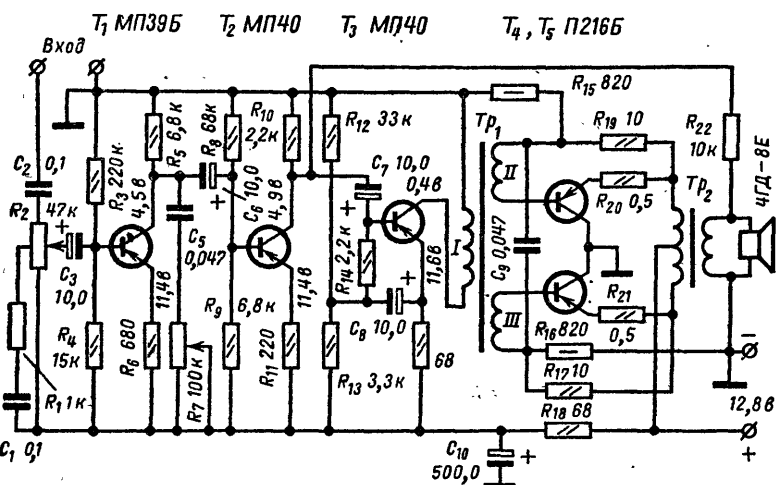 T₁ МП39Б
T₂ МП40
T₃ МП40
T₄, T₅ П216Б
Вход
C₂ 0,1
R₂ 47к
C₃ 10,0
R₃ 220к
R₄ 15к
R₁ 1к
C₁ 0,1
4,5в
11,4в
R₅ 6,8к
R₆ 680
C₅ 0,047
R₇ 100к
R₈ 68к
10,0
C₆
R₉ 6,8к
R₁₀ 2,2к
4,9в
11,4в
R₁₁ 220
R₁₂ 33к
C₇ 10,0
0,4в
R₁₄ 2,2к
11,6в
C₈ 10,0
R₁₃ 3,3к
68
I
Tp₁
II
III
C₉ 0,047
R₁₅ 820
R₁₉ 10
R₂₀ 0,5
R₂₁ 0,5
R₁₆ 820
R₁₇ 10
R₁₈ 68
C₁₀ 500,0
Tp₂
R₂₂ 10к
4ГД-8Е
−
12,8в
+